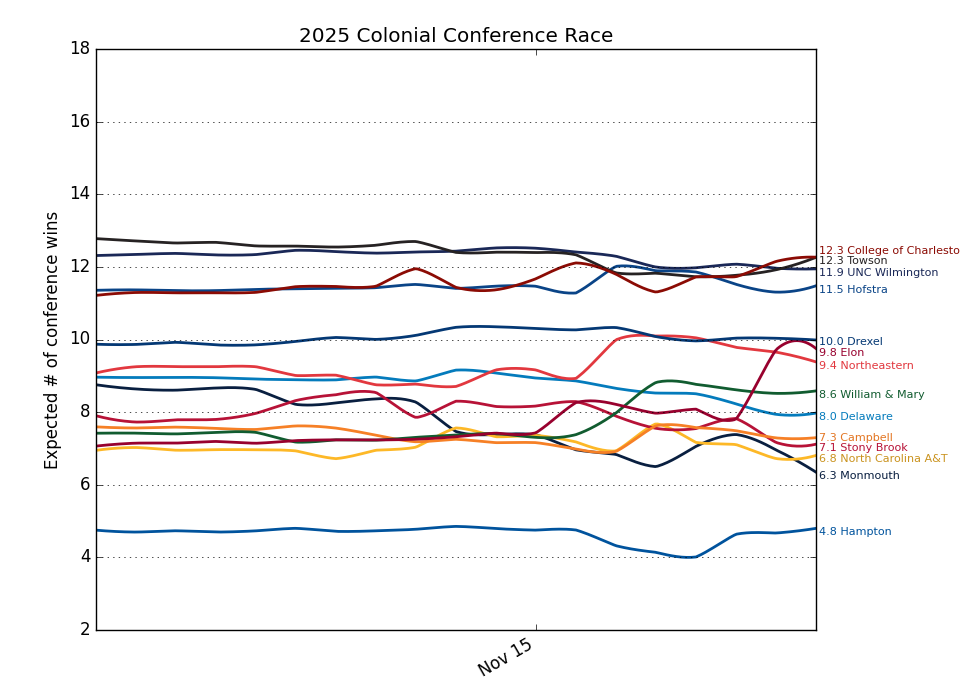 2025 Colonial Conference Race
Expected # of conference wins
18
16
14
12
10
8
6
4
2
Nov 15
12.3 College of Charlesto
12.3 Towson
11.9 UNC Wilmington
11.5 Hofstra
10.0 Drexel
9.8 Elon
9.4 Northeastern
8.6 William & Mary
8.0 Delaware
7.3 Campbell
7.1 Stony Brook
6.8 North Carolina A&T
6.3 Monmouth
4.8 Hampton